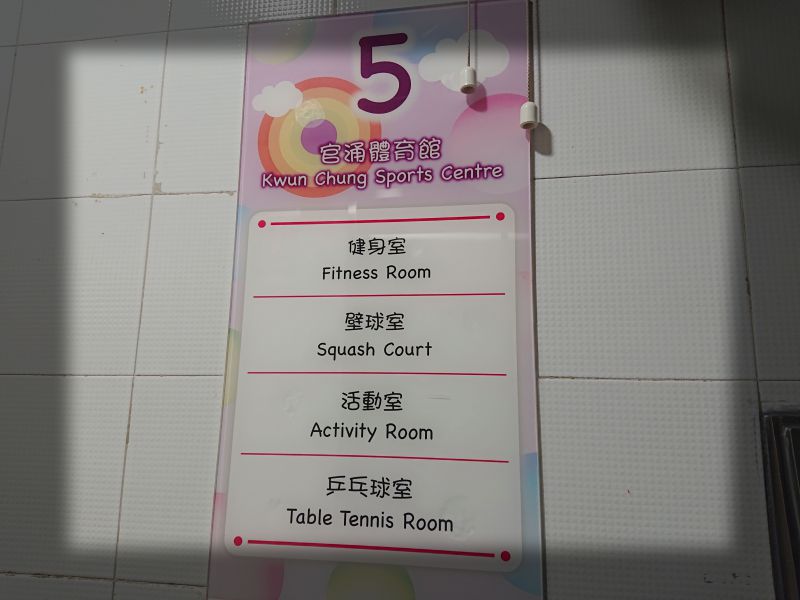 5
官涌體育館
Kwun Chung Sports Centre
健身室
Fitness Room
壁球室
Squash Court
活動室
Activity Room
乒乓球室
Table Tennis Room